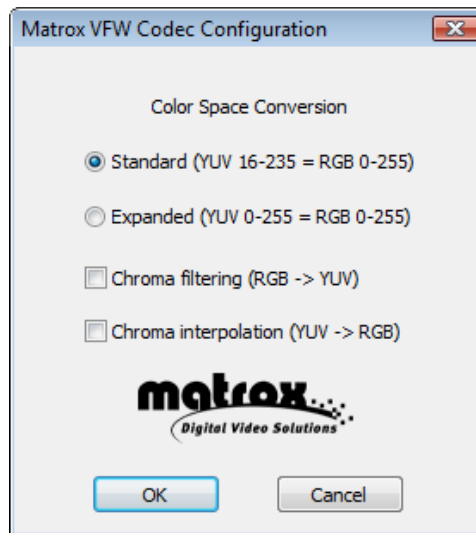 Matrox VFW Codec Configuration
Color Space Conversion
Standard (YUV 16-235 = RGB 0-255)
Expanded (YUV 0-255 = RGB 0-255)
Chroma filtering (RGB -> YUV)
Chroma interpolation (YUV -> RGB)
matrox
Digital Video Solutions
OK
Cancel